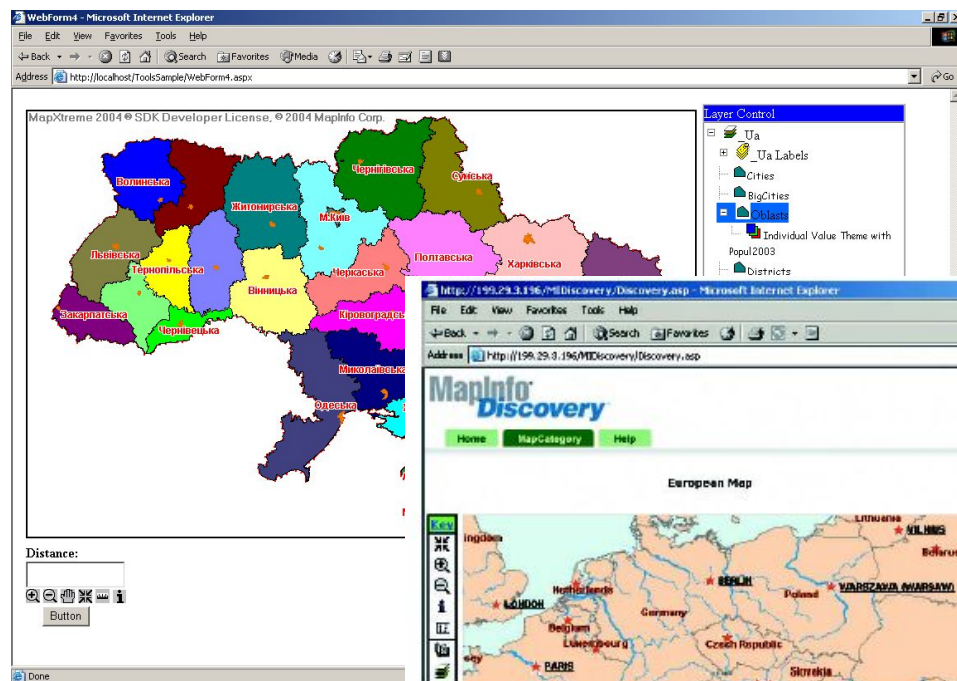 WebForm4 - Microsoft Internet Explorer
File Edit View Favorites Tools Help
Back Search Favorites Media
Address http://localhost/ToolsSample/WebForm4.aspx Go
MapXtreme 2004 ® SDK Developer License, © 2004 MapInfo Corp.
Волинська
Житомирська
Чернігівська
Сумська
М.Київ
Львівська
Тернопільська
Вінницька
Черкаська
Полтавська
Харківська
Закарпатська
Чернівецька
Кіровоградсь
Миколаївська
Одеська
Layer Control
_Ua
_Ua Labels
Cities
BigCities
Oblasts
Individual Value Theme with
Popul2003
Districts
Distance:
Button
Done
http://199.29.3.196/MIDiscovery/Discovery.asp - Microsoft Internet Explorer
File Edit View Favorites Tools Help
Back Search Favorites
Address http://199.29.3.196/MIDiscovery/Discovery.asp
MapInfo
Discovery
Home MapCategory Help
European Map
Key
ingdom
Lithuania
VILNIUS
Belarus
Netherlands
BERLIN
Poland
WARSZAWA (WARSAW)
LONDON
Germany
Belgium
Luxembourg
Czech Republic
sey
PARIS
Slovakia